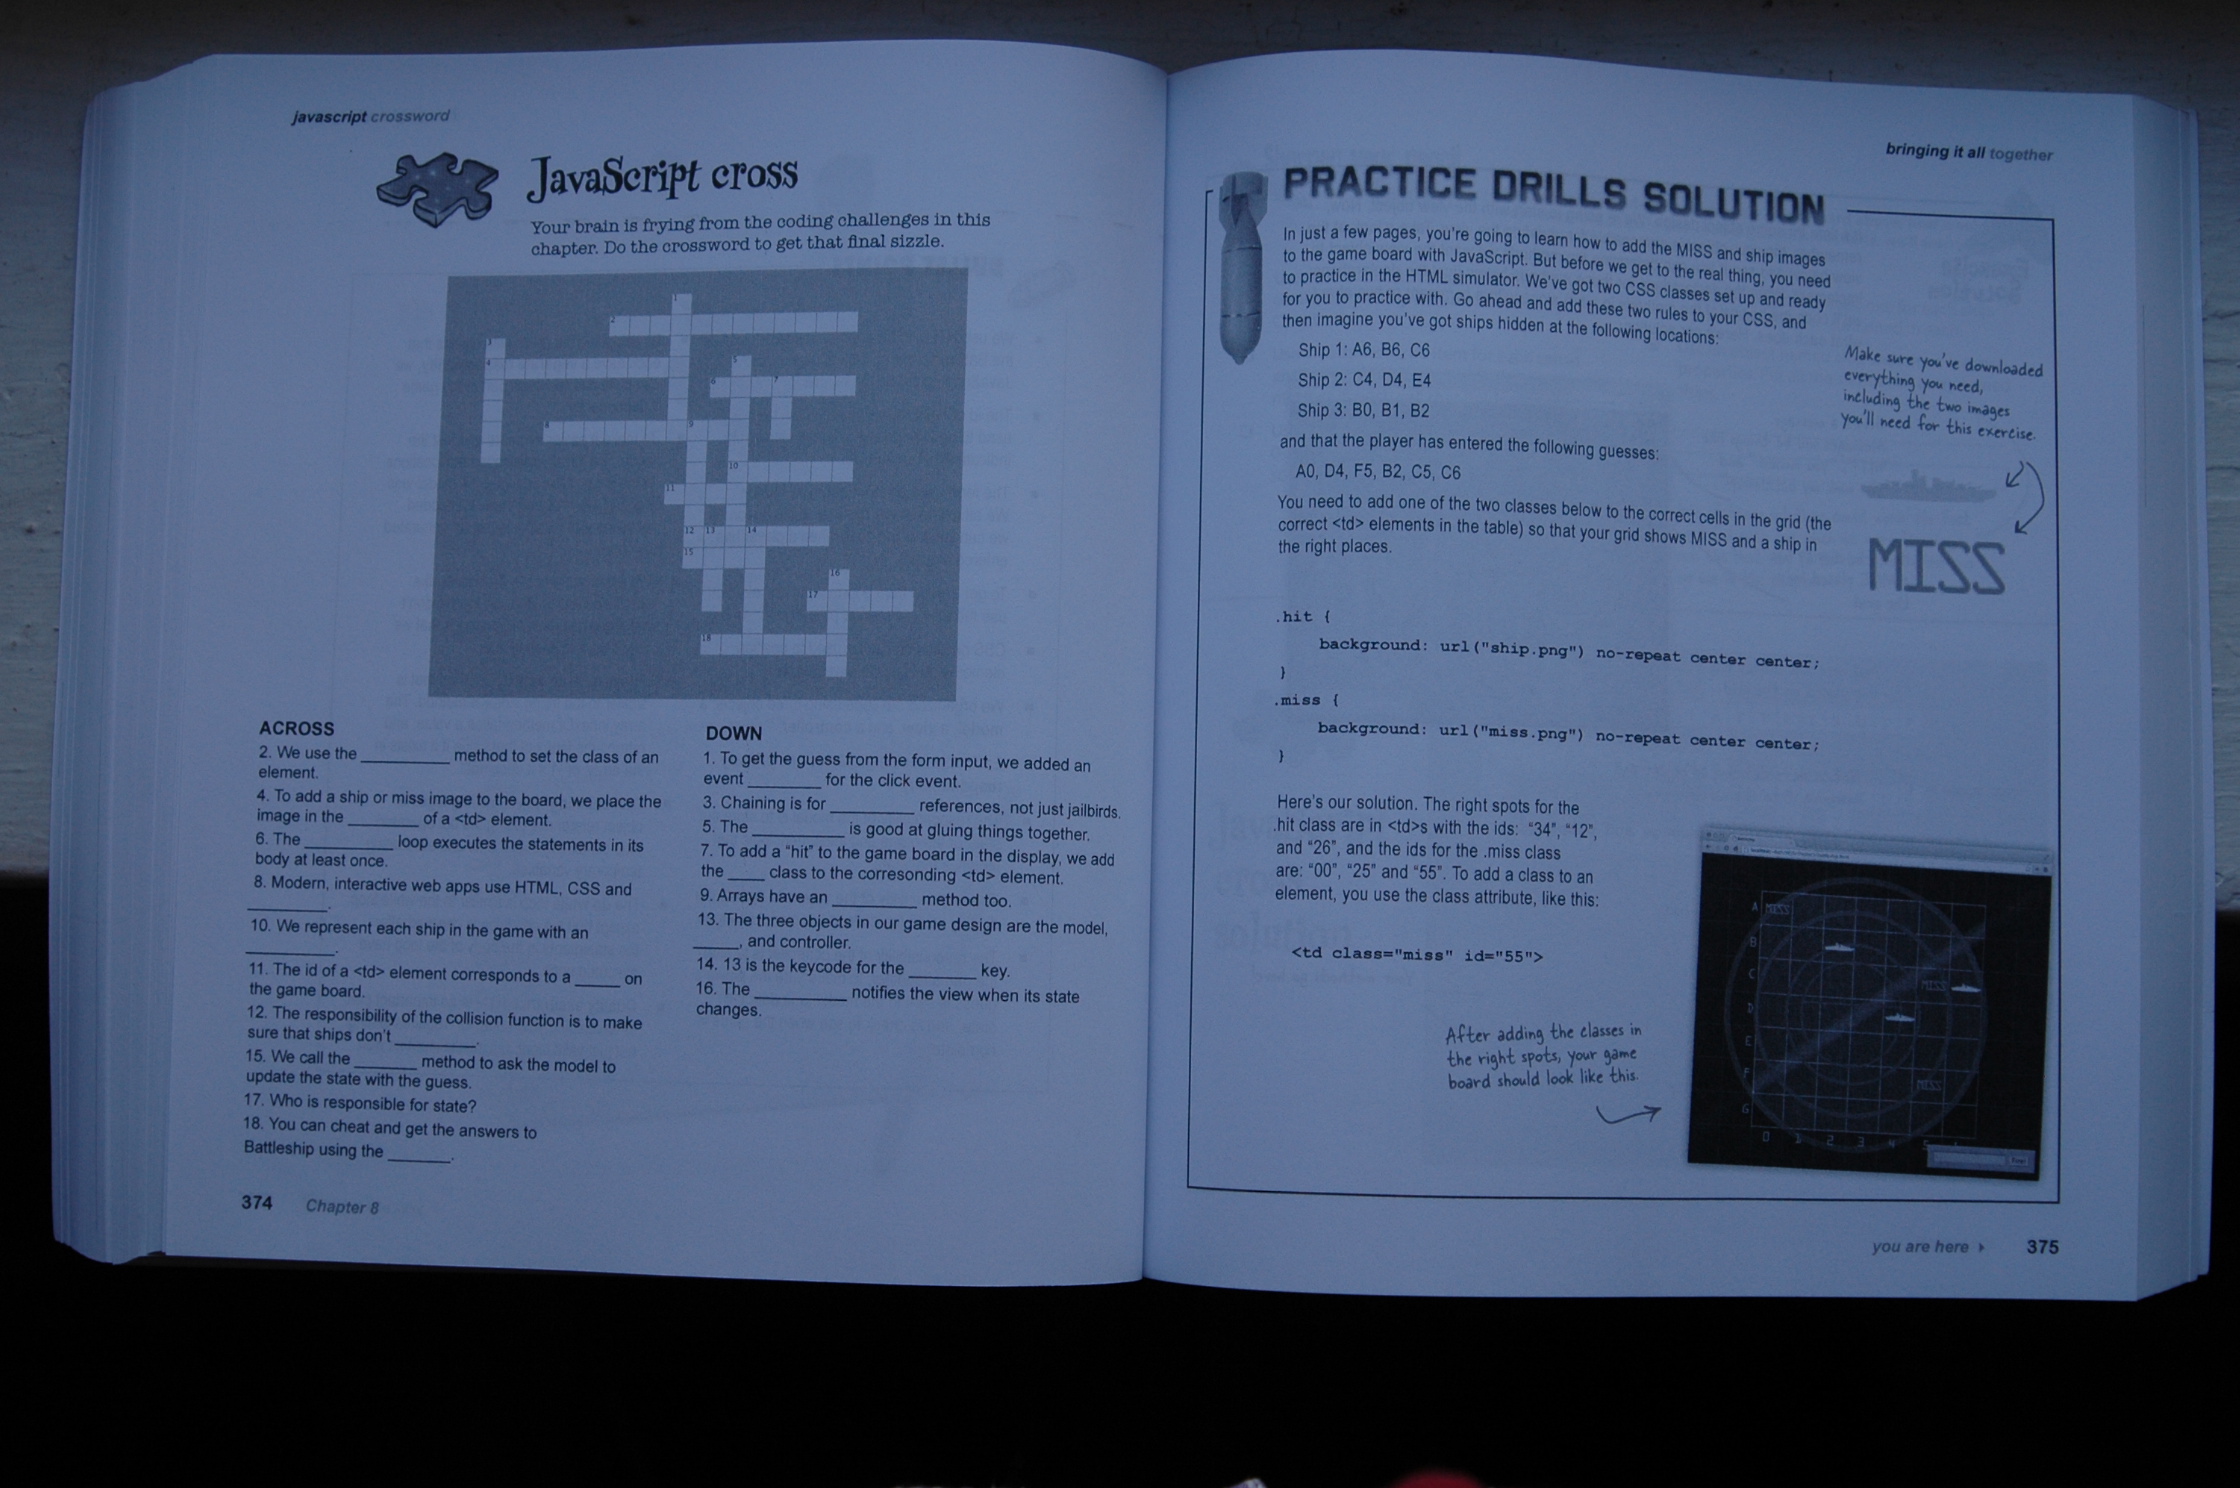 javascript crossword
JavaScript cross
Your brain is frying from the coding challenges in this
chapter. Do the crossword to get that final sizzle.
1
2
3
4
5
6
7
8
9
10
11
12
13
14
15
16
17
18
ACROSS
2. We use the __________ method to set the class of an
element.
4. To add a ship or miss image to the board, we place the
image in the ________ of a <td> element.
6. The __________ loop executes the statements in its
body at least once.
8. Modern, interactive web apps use HTML, CSS and
_________.
10. We represent each ship in the game with an
__________.
11. The id of a <td> element corresponds to a _____ on
the game board.
12. The responsibility of the collision function is to make
sure that ships don't _________.
15. We call the _______ method to ask the model to
update the state with the guess.
17. Who is responsible for state?
18. You can cheat and get the answers to
Battleship using the _______.
DOWN
1. To get the guess from the form input, we added an
event ________ for the click event.
3. Chaining is for _________ references, not just jailbirds.
5. The __________ is good at gluing things together.
7. To add a "hit" to the game board in the display, we add
the ____ class to the corresonding <td> element.
9. Arrays have an _________ method too.
13. The three objects in our game design are the model,
_____, and controller.
14. 13 is the keycode for the _______ key.
16. The __________ notifies the view when its state
changes.
374 Chapter 8
bringing it all together
PRACTICE DRILLS SOLUTION
In just a few pages, you're going to learn how to add the MISS and ship images
to the game board with JavaScript. But before we get to the real thing, you need
to practice in the HTML simulator. We've got two CSS classes set up and ready
for you to practice with. Go ahead and add these two rules to your CSS, and
then imagine you've got ships hidden at the following locations:
Ship 1: A6, B6, C6
Ship 2: C4, D4, E4
Ship 3: B0, B1, B2
and that the player has entered the following guesses:
A0, D4, F5, B2, C5, C6
You need to add one of the two classes below to the correct cells in the grid (the
correct <td> elements in the table) so that your grid shows MISS and a ship in
the right places.
Make sure you've downloaded
everything you need,
including the two images
you'll need for this exercise.
MISS
.hit {
background: url("ship.png") no-repeat center center;
}
.miss {
background: url("miss.png") no-repeat center center;
}
Here's our solution. The right spots for the
.hit class are in <td>s with the ids: "34", "12",
and "26", and the ids for the .miss class
are: "00", "25" and "55". To add a class to an
element, you use the class attribute, like this:
<td class="miss" id="55">
After adding the classes in
the right spots, your game
board should look like this.
A MISS
B
C MISS
D
E
F MISS
G
0 1 2 3 4 5
you are here 375